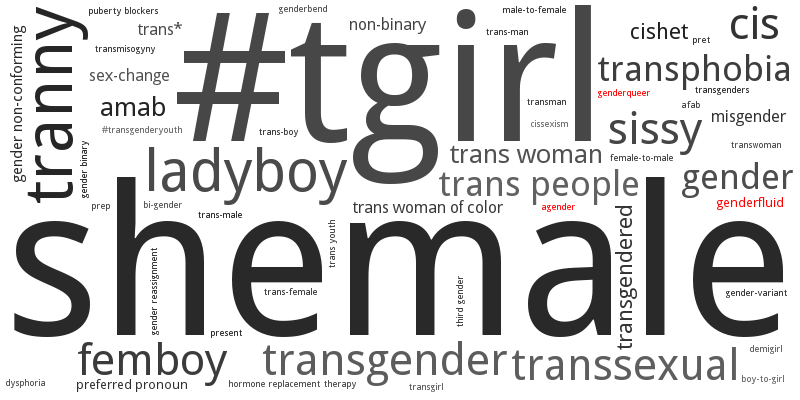 puberty blockers
genderbend
male-to-female
cis
tranny
trans*
#tgirl
non-binary
cishet
pret
transmisogyny
trans-man
gender non-conforming
sex-change
transphobia
transgenders
genderqueer
amab
transman
afab
misgender
#transgenderyouth
trans-boy
cissexism
sissy
transwoman
gender binary
ladyboy
trans woman
female-to-male
trans people
gender
prep
bi-gender
trans-male
trans woman of color
agender
genderfluid
shemale
trans youth
transgendered
gender reassignment
trans-female
third gender
gender-variant
present
femboy
transgender
transsexual
demigirl
dysphoria
preferred pronoun
hormone replacement therapy
transgirl
boy-to-girl